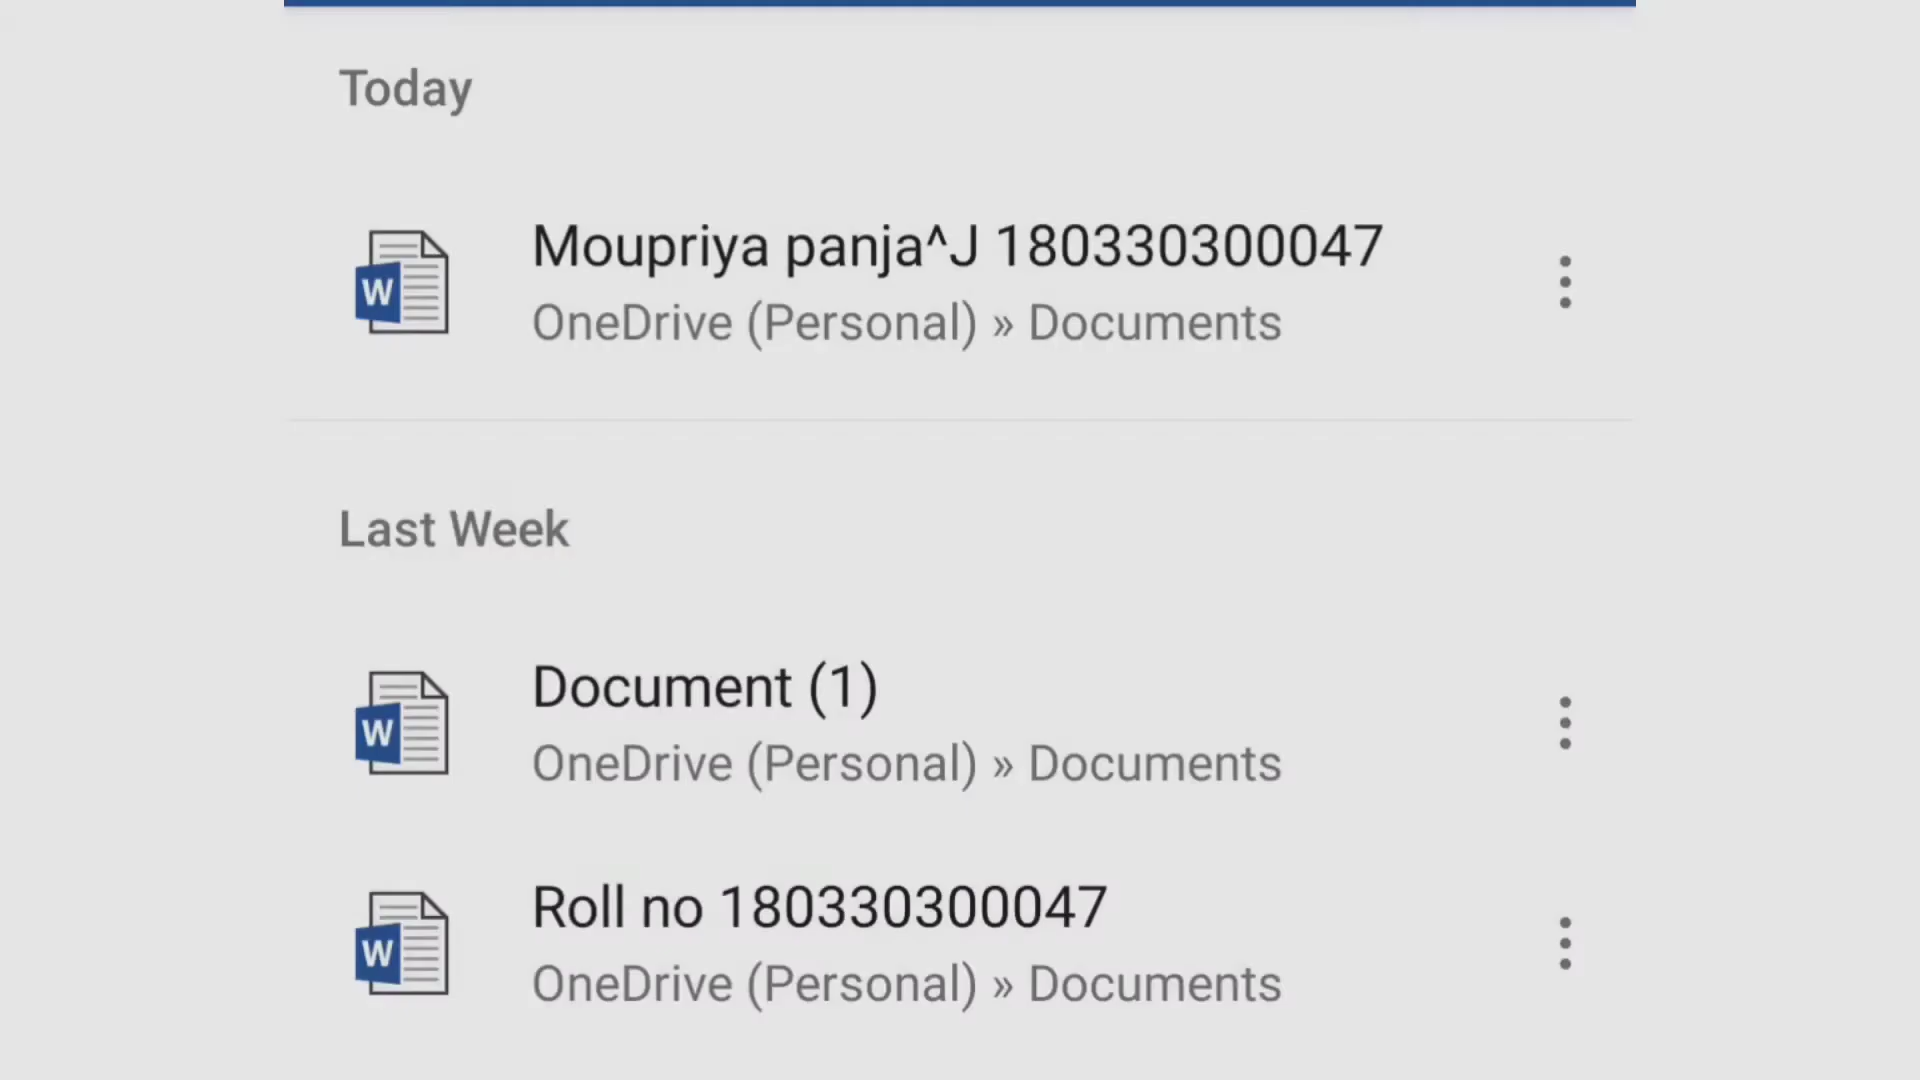 Today
Moupriya panja^J 180330300047
OneDrive (Personal) » Documents
Last Week
Document (1)
OneDrive (Personal) » Documents
Roll no 180330300047
OneDrive (Personal) » Documents